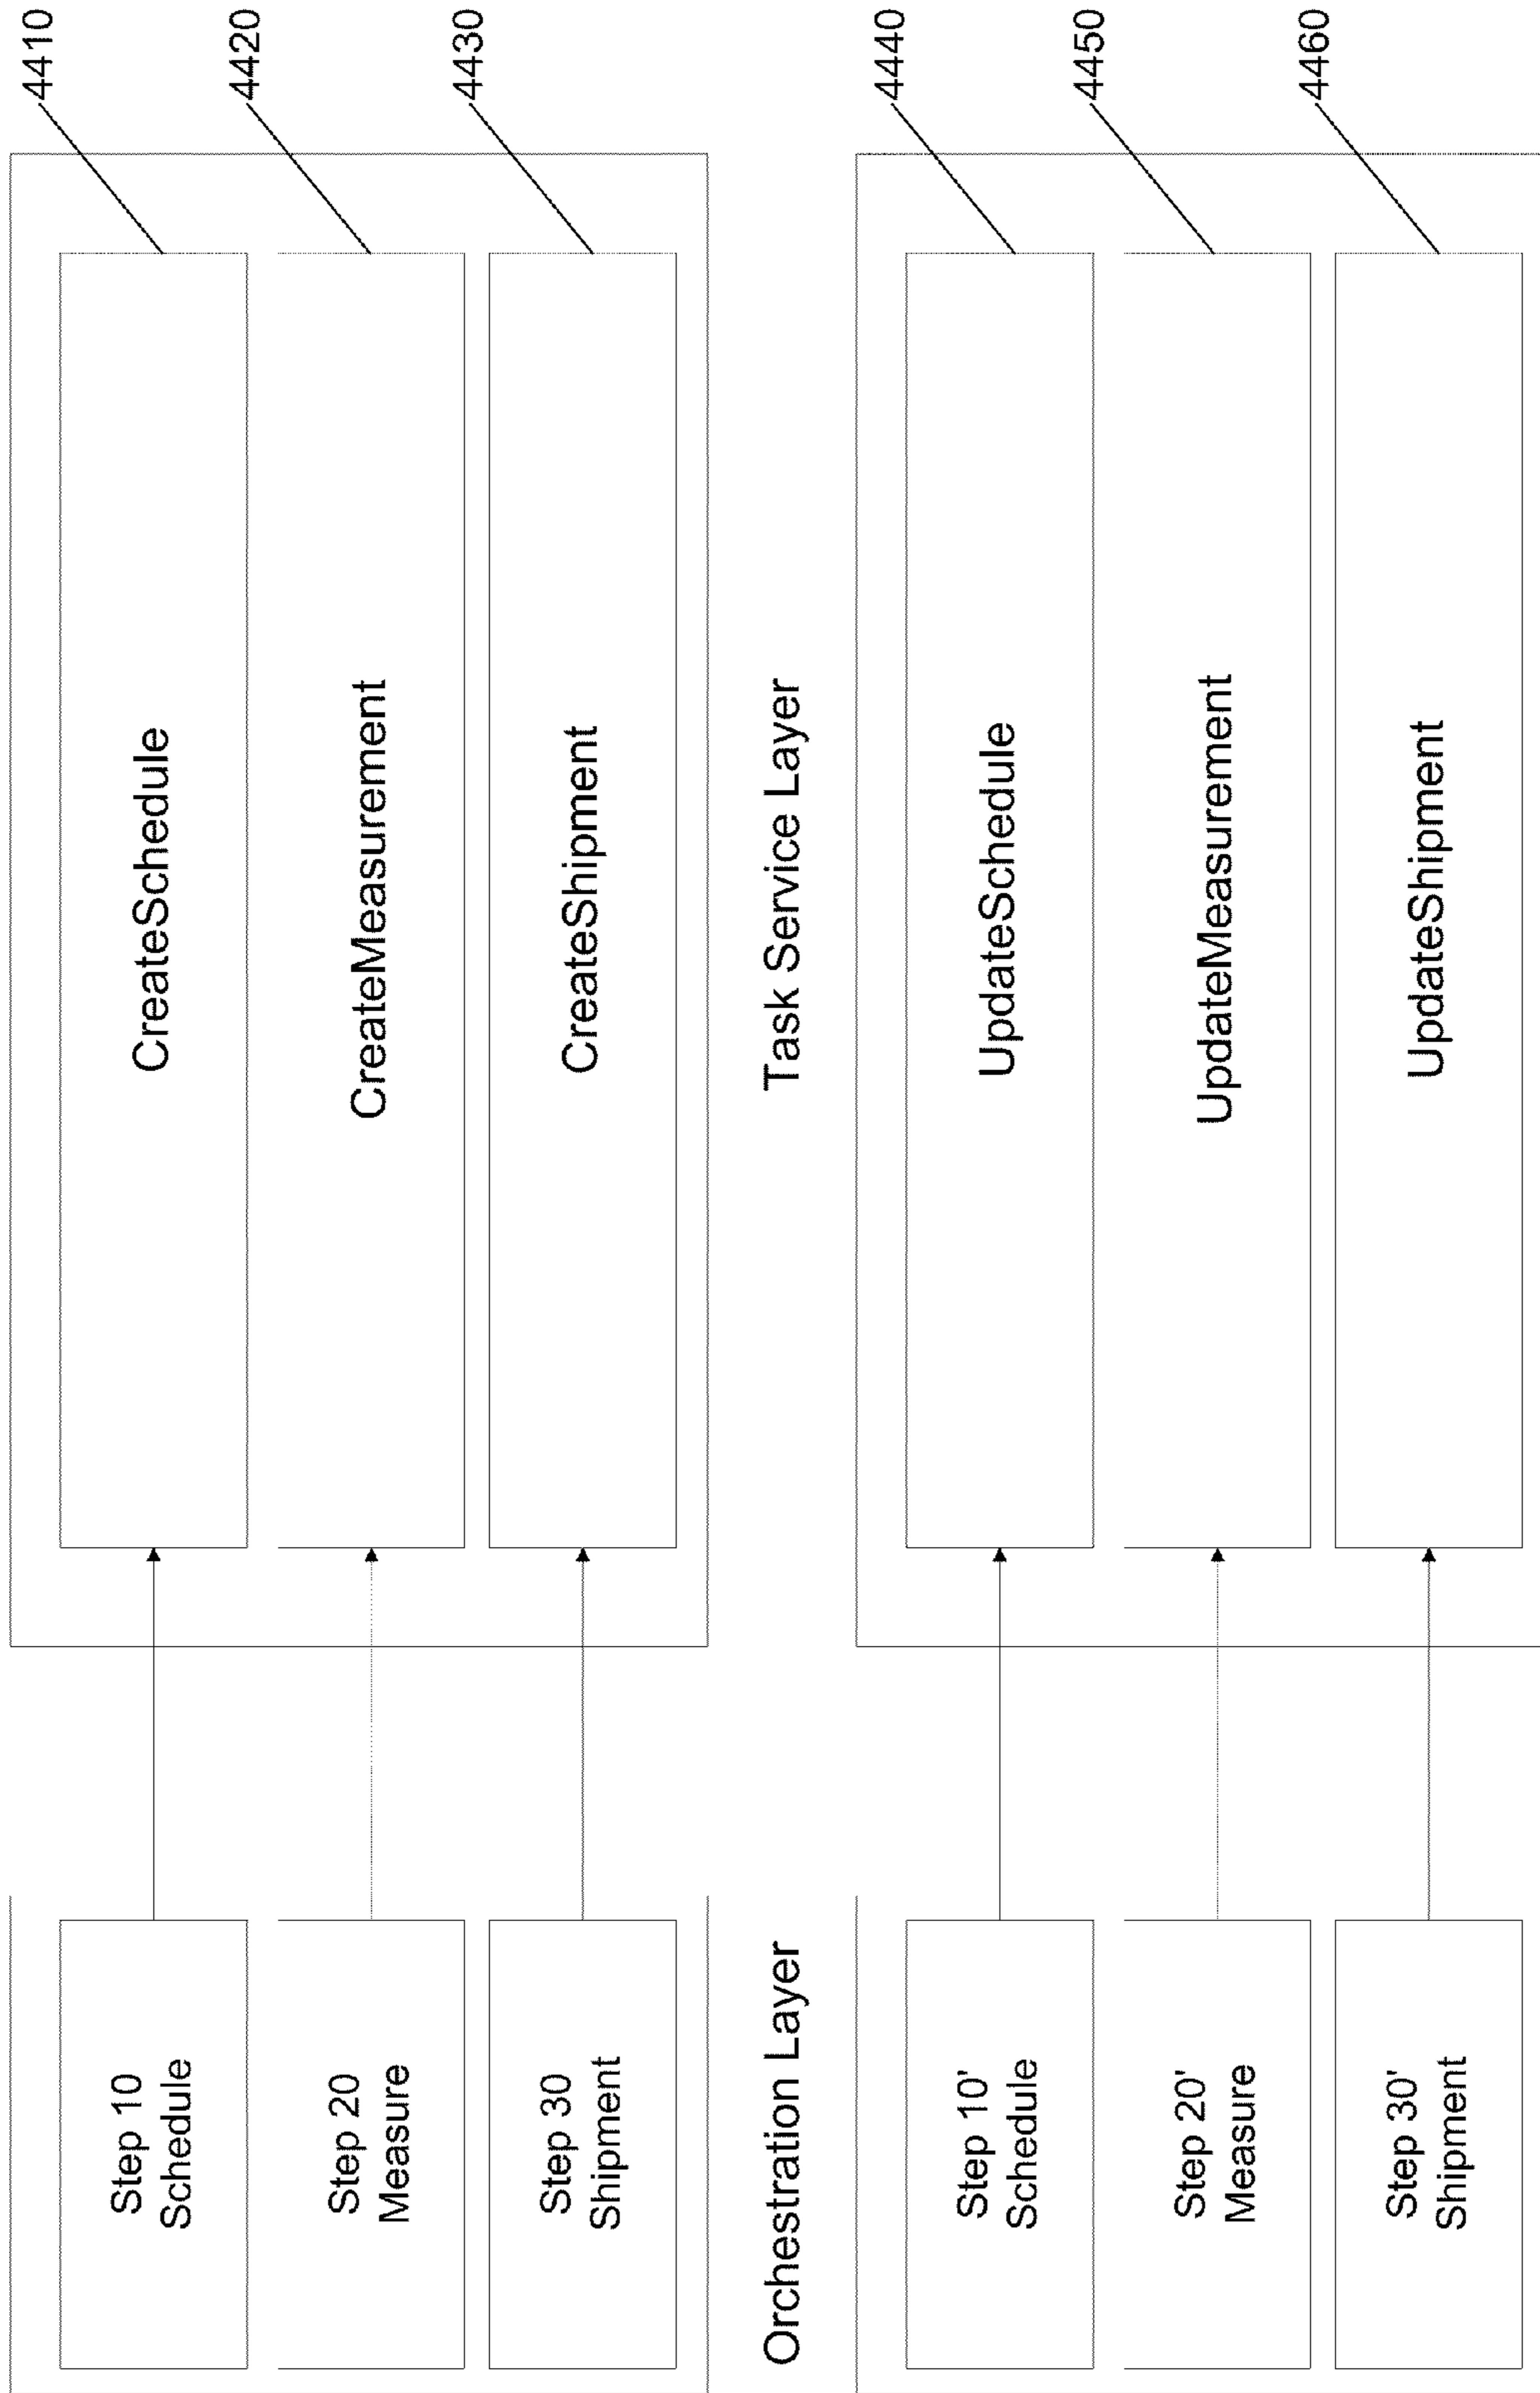 4410
4420
4430
Step 10
Schedule
CreateSchedule
Step 20
Measure
CreateMeasurement
Step 30
Shipment
CreateShipment
Orchestration Layer
Task Service Layer
4440
4450
4460
Step 10'
Schedule
UpdateSchedule
Step 20'
Measure
UpdateMeasurement
Step 30'
Shipment
UpdateShipment